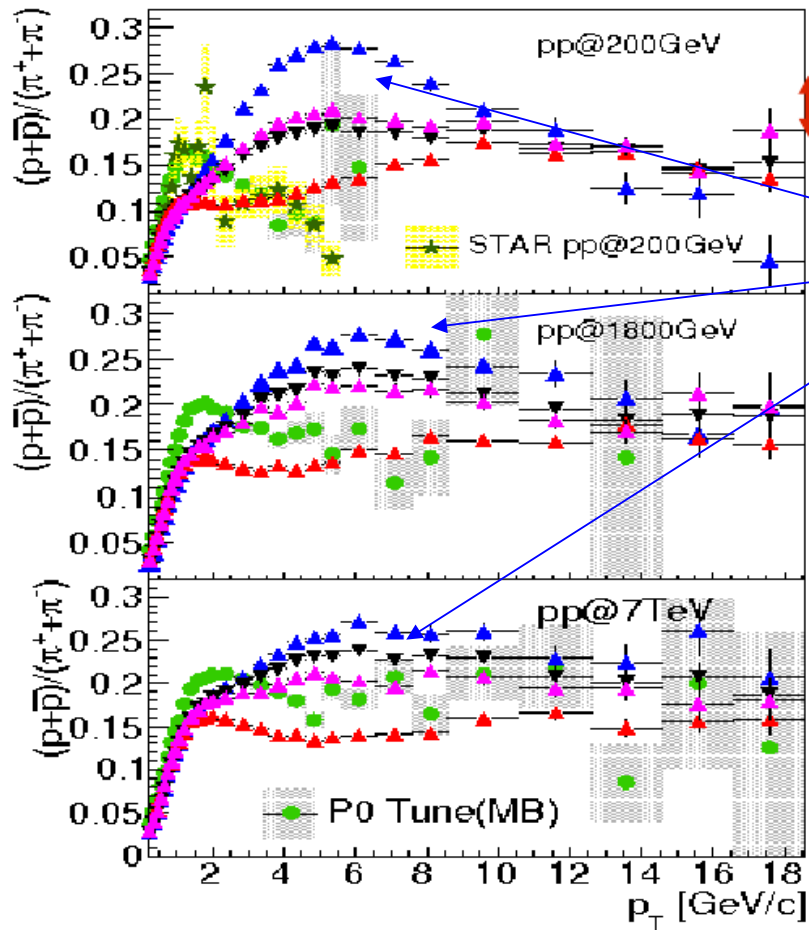 (p+p̅)/(π⁺+π⁻)
0.3
0.25
0.2
0.15
0.1
0.05
pp@200GeV
STAR pp@200GeV
(p+p̅)/(π⁺+π⁻)
0.3
0.25
0.2
0.15
0.1
0.05
pp@1800GeV
(p+p̅)/(π⁺+π⁻)
0.3
0.25
0.2
0.15
0.1
0.05
0
pp@7TeV
P0 Tune(MB)
2 4 6 8 10 12 14 16 18
p_T [GeV/c]